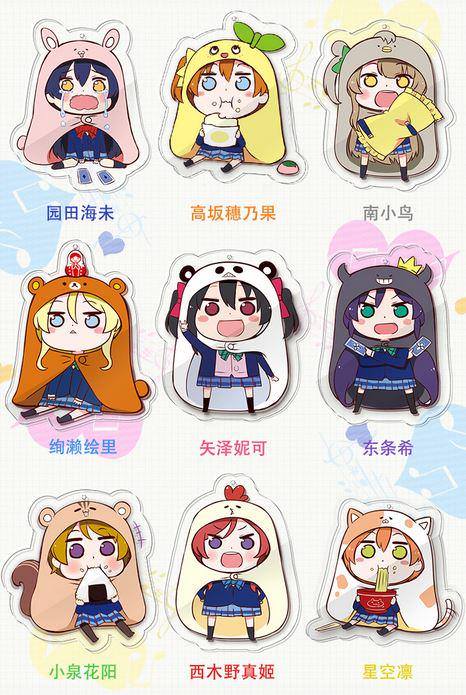 园田海未
高坂穗乃果
南小鸟
绚濑绘里
矢泽妮可
东条希
小泉花阳
西木野真姬
星空凛